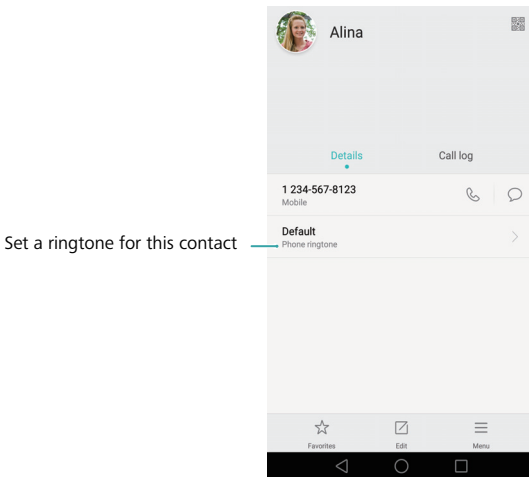 Alina
Details Call log
1 234-567-8123
Mobile
Set a ringtone for this contact
Default
Phone ringtone
Favorites Edit Menu